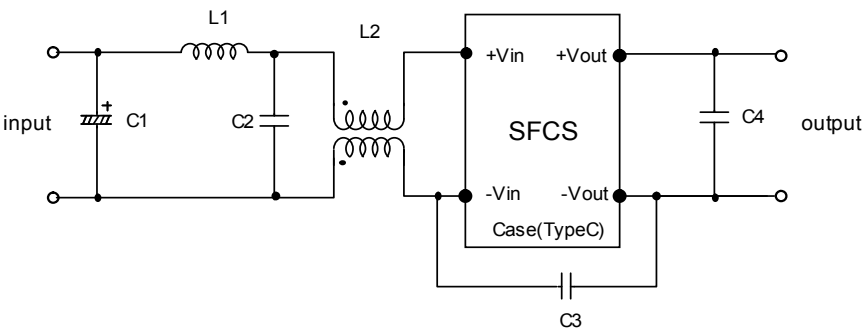 L1
L2
+Vin
+Vout
+
input
C1
C2
SFCS
C4
output
-Vin
-Vout
Case(TypeC)
C3